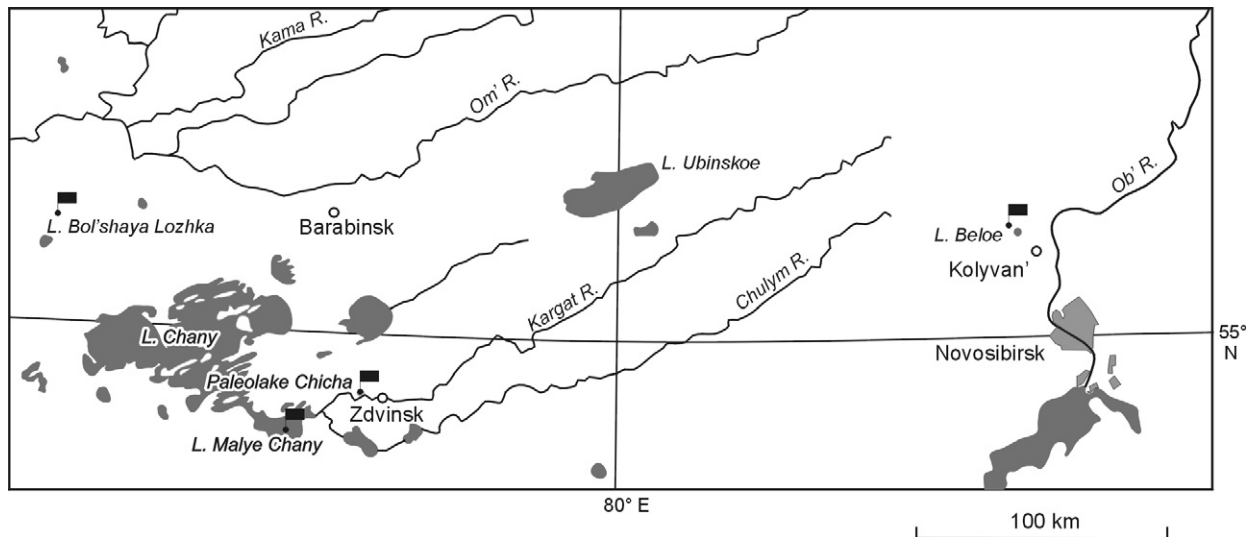 Kama R.
Om' R.
L. Ubinskoe
Ob' R.
L. Bol'shaya Lozhka
Barabinsk
L. Beloe
Kolyvan'
Kargat R.
Chulym R.
L. Chany
55°
N
Novosibirsk
Paleolake Chicha
Zdvinsk
L. Malye Chany
80° E
100 km